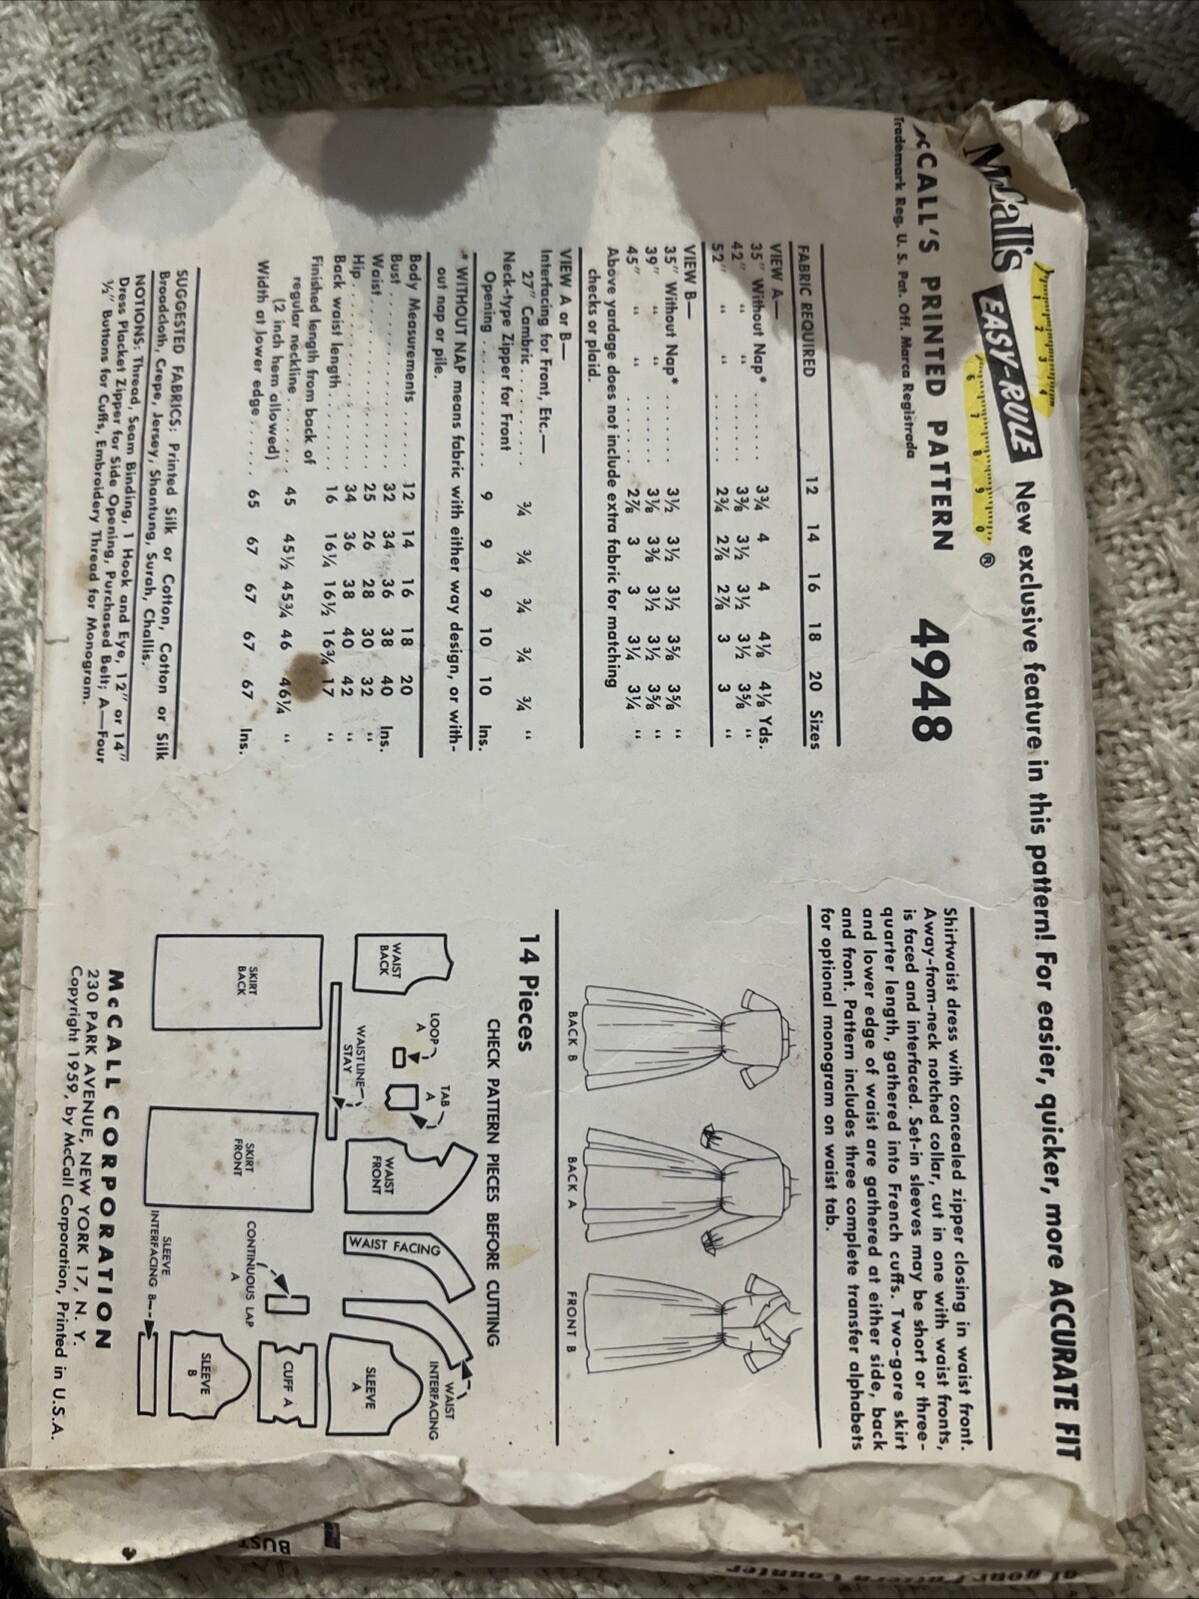 McCall's EASY-RULE ® New exclusive feature in this pattern! For easier, quicker, more ACCURATE FIT
1 2 3 4
6 7 8 9 0
McCALL'S PRINTED PATTERN 4948
Trademark Reg. U. S. Pat. Off. Marca Registrada
FABRIC REQUIRED 12 14 16 18 20 Sizes
VIEW A—
35" Without Nap* . . . . . 3¾ 4 4 4⅛ 4⅛ Yds.
42" " " . . . . . 3⅜ 3½ 3½ 3½ 3⅝ "
52" " " . . . . . 2¾ 2⅞ 2⅞ 3 3 "
VIEW B—
35" Without Nap* . . . . . 3½ 3½ 3½ 3⅝ 3⅝ "
39" " " . . . . . 3⅛ 3⅜ 3½ 3½ 3⅝ "
45" " " . . . . . 2⅞ 3 3 3¼ 3¼ "
Above yardage does not include extra fabric for matching
checks or plaid.
VIEW A or B—
Interfacing for Front, Etc.—
27" Cambric . . . . . ¾ ¾ ¾ ¾ ¾ "
Neck-type Zipper for Front
Opening . . . . . 9 9 9 10 10 Ins.
* WITHOUT NAP means fabric with either way design, or with-
out nap or pile.
Body Measurements . . . . 12 14 16 18 20
Bust . . . . . 32 34 36 38 40 Ins.
Waist . . . . . 25 26 28 30 32 "
Hip . . . . . 34 36 38 40 42 "
Back waist length . . . . . 16 16¼ 16½ 16¾ 17 "
Finished length from back of
regular neckline . . . . . 45 45½ 45¾ 46 46¼ "
(2 inch hem allowed)
Width at lower edge . . . . 65 67 67 67 67 Ins.
SUGGESTED FABRICS: Printed Silk or Cotton, Cotton or Silk
Broadcloth, Crepe, Jersey, Shantung, Surah, Challis.
NOTIONS: Thread, Seam Binding, 1 Hook and Eye, 12" or 14"
Dress Placket Zipper for Side Opening, Purchased Belt; A—Four
½" Buttons for Cuffs, Embroidery Thread for Monogram.
Shirtwaist dress with concealed zipper closing in waist front.
Away-from-neck notched collar, cut in one with waist fronts,
is faced and interfaced. Set-in sleeves may be short or three-
quarter length, gathered into French cuffs. Two-gore skirt
and lower edge of waist are gathered at either side, back
and front. Pattern includes three complete transfer alphabets
for optional monogram on waist tab.
BACK B BACK A FRONT B
14 Pieces
CHECK PATTERN PIECES BEFORE CUTTING
WAIST
BACK
LOOP
A
TAB
A
WAISTLINE
STAY
WAIST
FRONT
WAIST FACING
WAIST
INTERFACING
SLEEVE
A
SKIRT
BACK
SKIRT
FRONT
CONTINUOUS LAP
A
CUFF A
SLEEVE
INTERFACING B
SLEEVE
B
McCALL CORPORATION
230 PARK AVENUE, NEW YORK 17, N. Y.
Copyright 1959, by McCall Corporation, Printed in U.S.A.
BUST
at your Pattern Counter